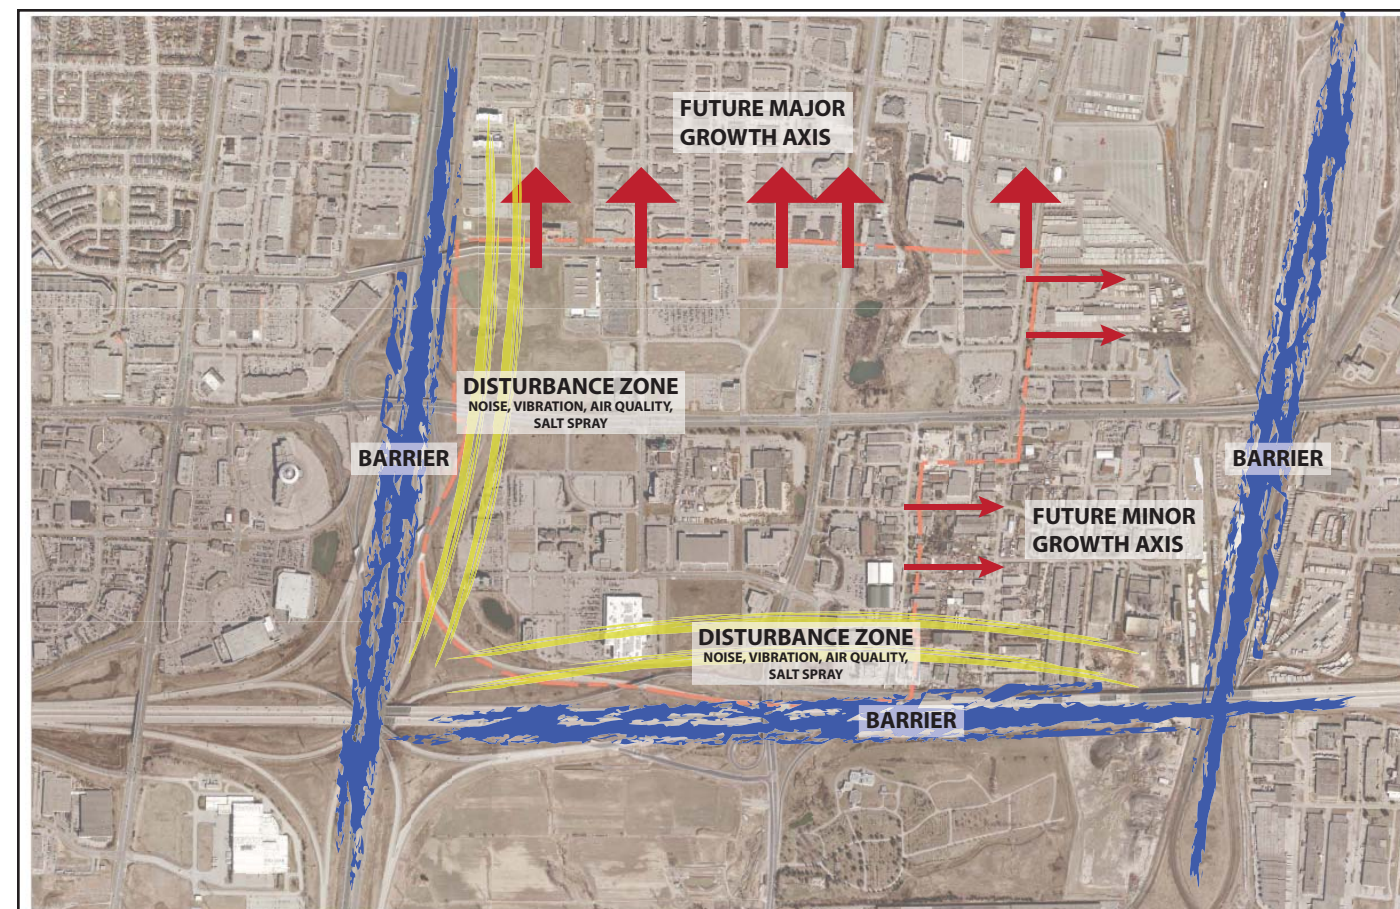 FUTURE MAJOR
GROWTH AXIS
DISTURBANCE ZONE
NOISE, VIBRATION, AIR QUALITY,
SALT SPRAY
BARRIER
BARRIER
FUTURE MINOR
GROWTH AXIS
DISTURBANCE ZONE
NOISE, VIBRATION, AIR QUALITY,
SALT SPRAY
BARRIER